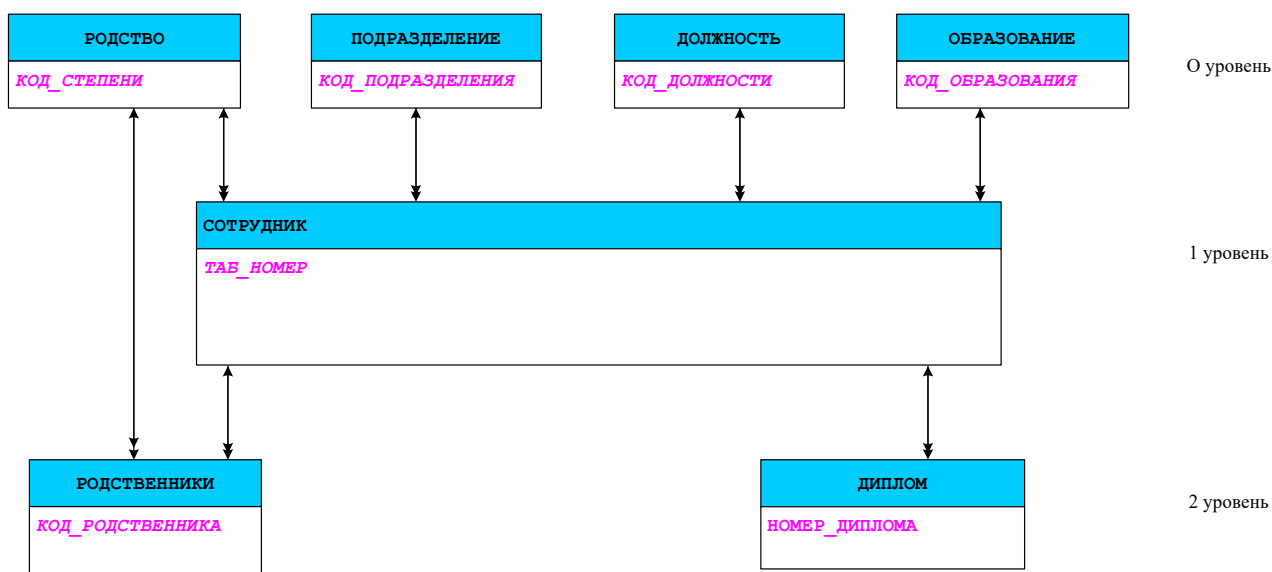 РОДСТВО
ПОДРАЗДЕЛЕНИЕ
ДОЛЖНОСТЬ
ОБРАЗОВАНИЕ
КОД_СТЕПЕНИ
КОД_ПОДРАЗДЕЛЕНИЯ
КОД_ДОЛЖНОСТИ
КОД_ОБРАЗОВАНИЯ
О уровень
СОТРУДНИК
ТАБ_НОМЕР
1 уровень
РОДСТВЕННИКИ
ДИПЛОМ
КОД_РОДСТВЕННИКА
НОМЕР_ДИПЛОМА
2 уровень